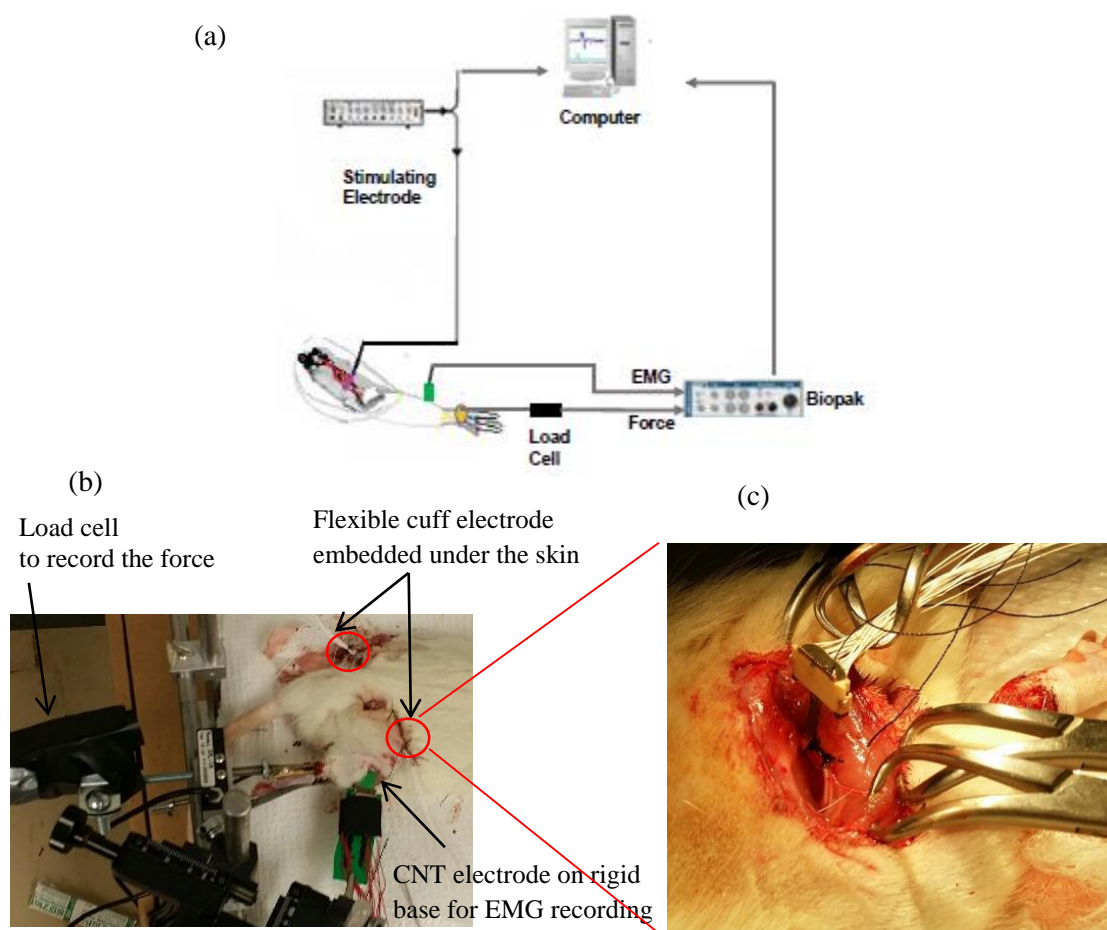 (a)
Computer
Stimulating
Electrode
EMG
Biopak
Force
Load
Cell
(b)
(c)
Load cell
to record the force
Flexible cuff electrode
embedded under the skin
CNT electrode on rigid
base for EMG recording